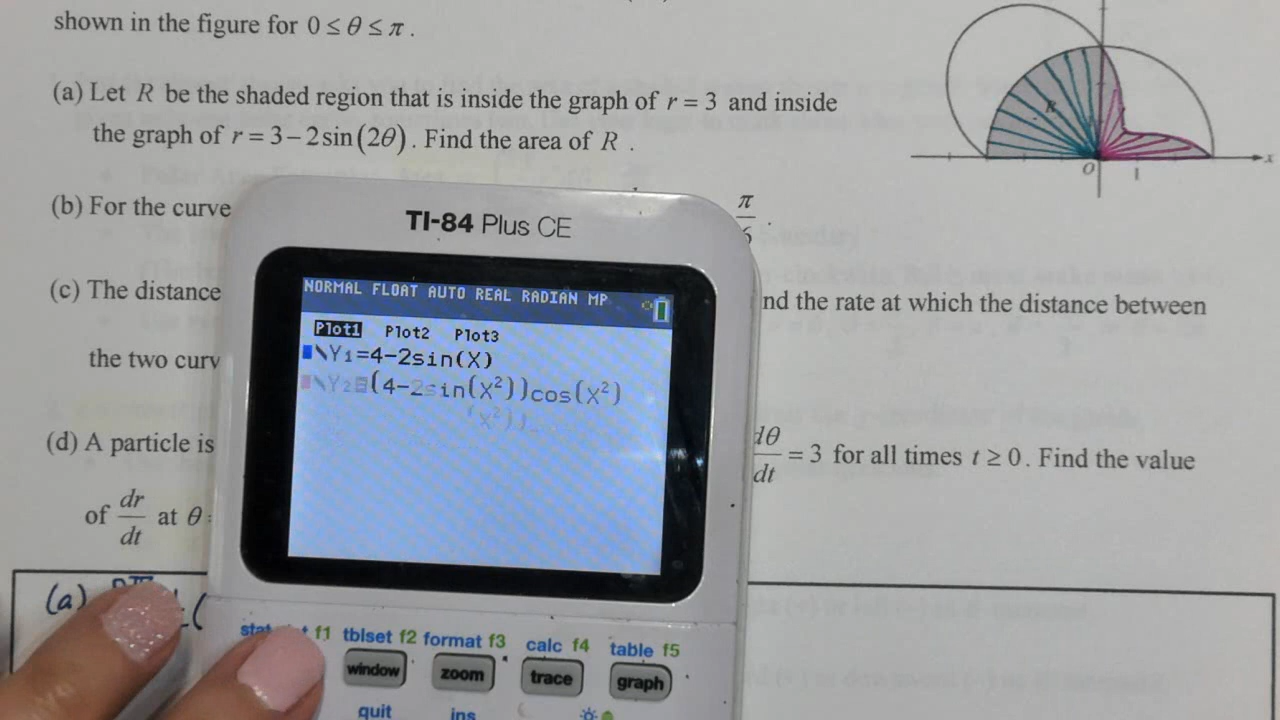 shown in the figure for 0 ≤ θ ≤ π .
(a) Let R be the shaded region that is inside the graph of r = 3 and inside
the graph of r = 3 – 2 sin (2θ) . Find the area of R .
R
O
1
x
(b) For the curve
π
.
(c) The distance
nd the rate at which the distance between
the two curv
(d) A particle is
dθ/dt = 3 for all times t ≥ 0 . Find the value
of dr/dt at θ
(a)
TI-84 Plus CE
NORMAL FLOAT AUTO REAL RADIAN MP
Plot1 Plot2 Plot3
\Y1=4-2sin(X)
\Y2=(4-2sin(X²))cos(X²)
stat f1 tblset f2 format f3 calc f4 table f5
window zoom trace graph
quit ins